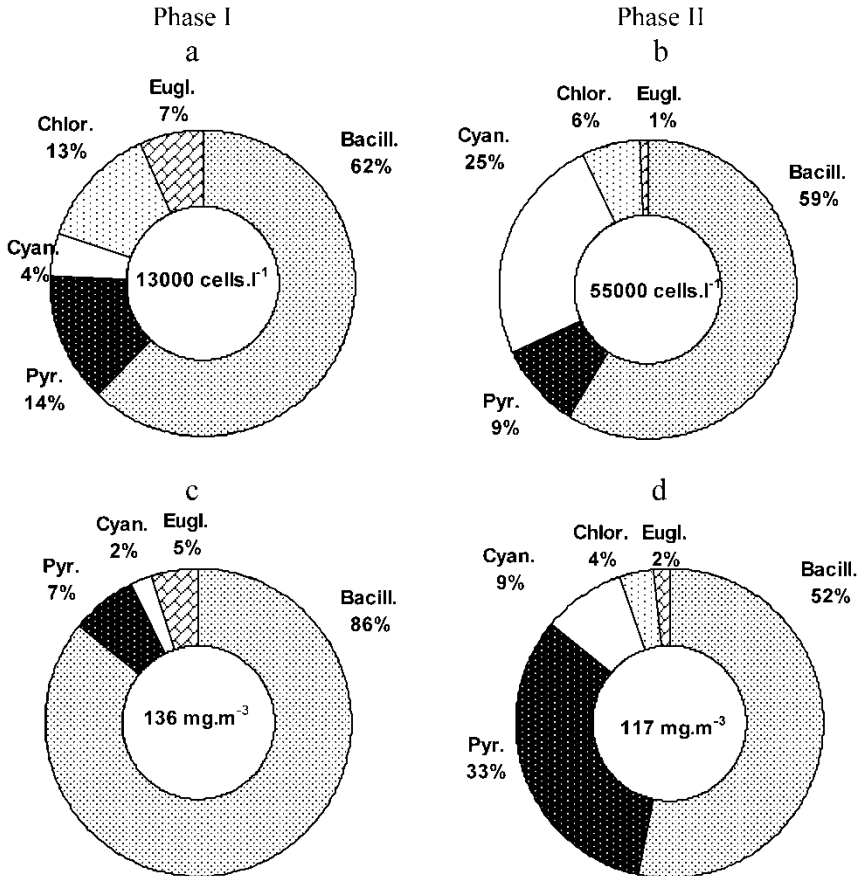 Phase I
Phase II
a
b
Eugl.
7%
Chlor.
13%
Bacill.
62%
Cyan.
4%
13000 cells.l⁻¹
Pyr.
14%
Chlor.
6%
Eugl.
1%
Cyan.
25%
Bacill.
59%
55000 cells.l⁻¹
Pyr.
9%
c
d
Cyan.
2%
Eugl.
5%
Pyr.
7%
Bacill.
86%
136 mg.m⁻³
Chlor.
4%
Eugl.
2%
Cyan.
9%
Bacill.
52%
117 mg.m⁻³
Pyr.
33%